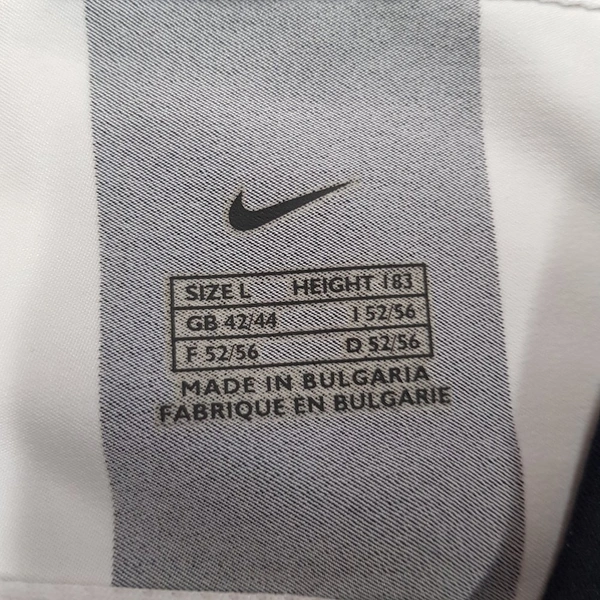 SIZE L HEIGHT 183
GB 42/44 I 52/56
F 52/56 D 52/56
MADE IN BULGARIA
FABRIQUE EN BULGARIE